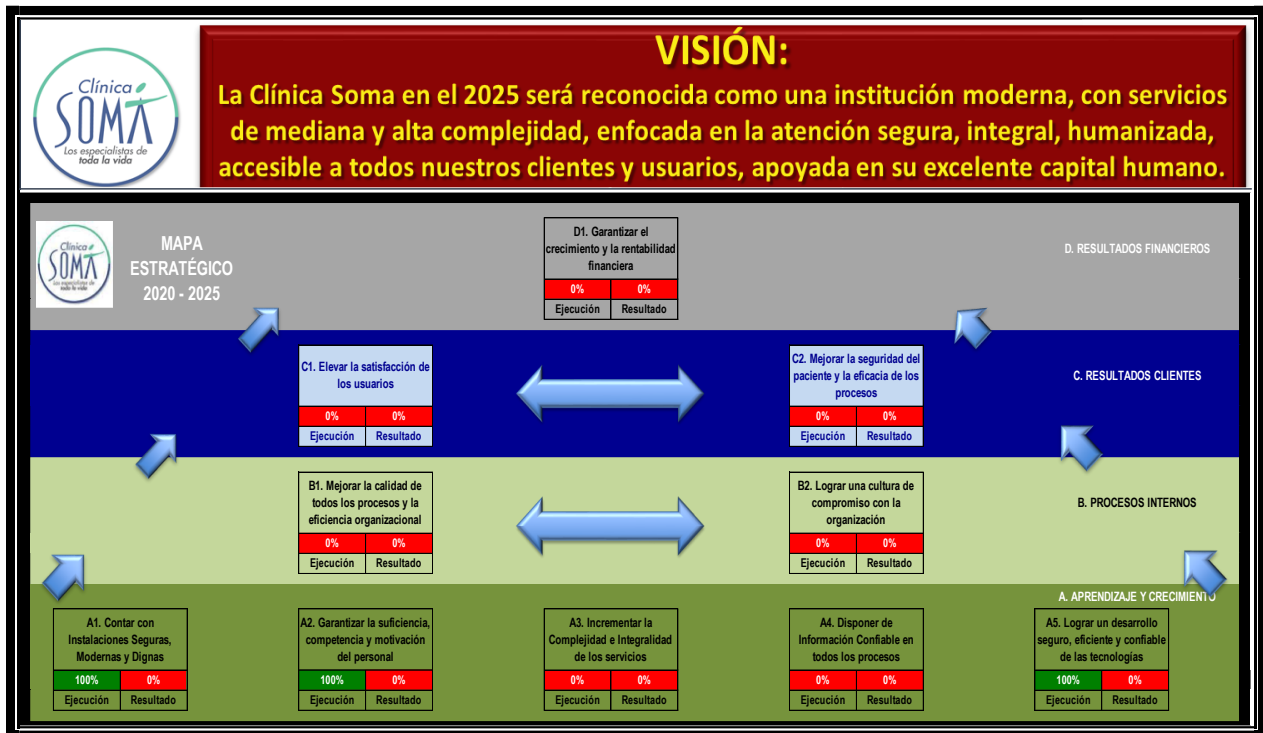 Clínica
SOMA
Los especialistas de
toda la vida
VISIÓN:
La Clínica Soma en el 2025 será reconocida como una institución moderna, con servicios
de mediana y alta complejidad, enfocada en la atención segura, integral, humanizada,
accesible a todos nuestros clientes y usuarios, apoyada en su excelente capital humano.
Clínica
SOMA
Los especialistas de
toda la vida
MAPA
ESTRATÉGICO
2020 - 2025
D1. Garantizar el
crecimiento y la rentabilidad
financiera
0% 0%
Ejecución Resultado
D. RESULTADOS FINANCIEROS
C1. Elevar la satisfacción de
los usuarios
0% 0%
Ejecución Resultado
C2. Mejorar la seguridad del
paciente y la eficacia de los
procesos
0% 0%
Ejecución Resultado
C. RESULTADOS CLIENTES
B1. Mejorar la calidad de
todos los procesos y la
eficiencia organizacional
0% 0%
Ejecución Resultado
B2. Lograr una cultura de
compromiso con la
organización
0% 0%
Ejecución Resultado
B. PROCESOS INTERNOS
A. APRENDIZAJE Y CRECIMIENTO
A1. Contar con
Instalaciones Seguras,
Modernas y Dignas
100% 0%
Ejecución Resultado
A2. Garantizar la suficiencia,
competencia y motivación
del personal
100% 0%
Ejecución Resultado
A3. Incrementar la
Complejidad e Integralidad
de los servicios
0% 0%
Ejecución Resultado
A4. Disponer de
Información Confiable en
todos los procesos
0% 0%
Ejecución Resultado
A5. Lograr un desarrollo
seguro, eficiente y confiable
de las tecnologías
100% 0%
Ejecución Resultado